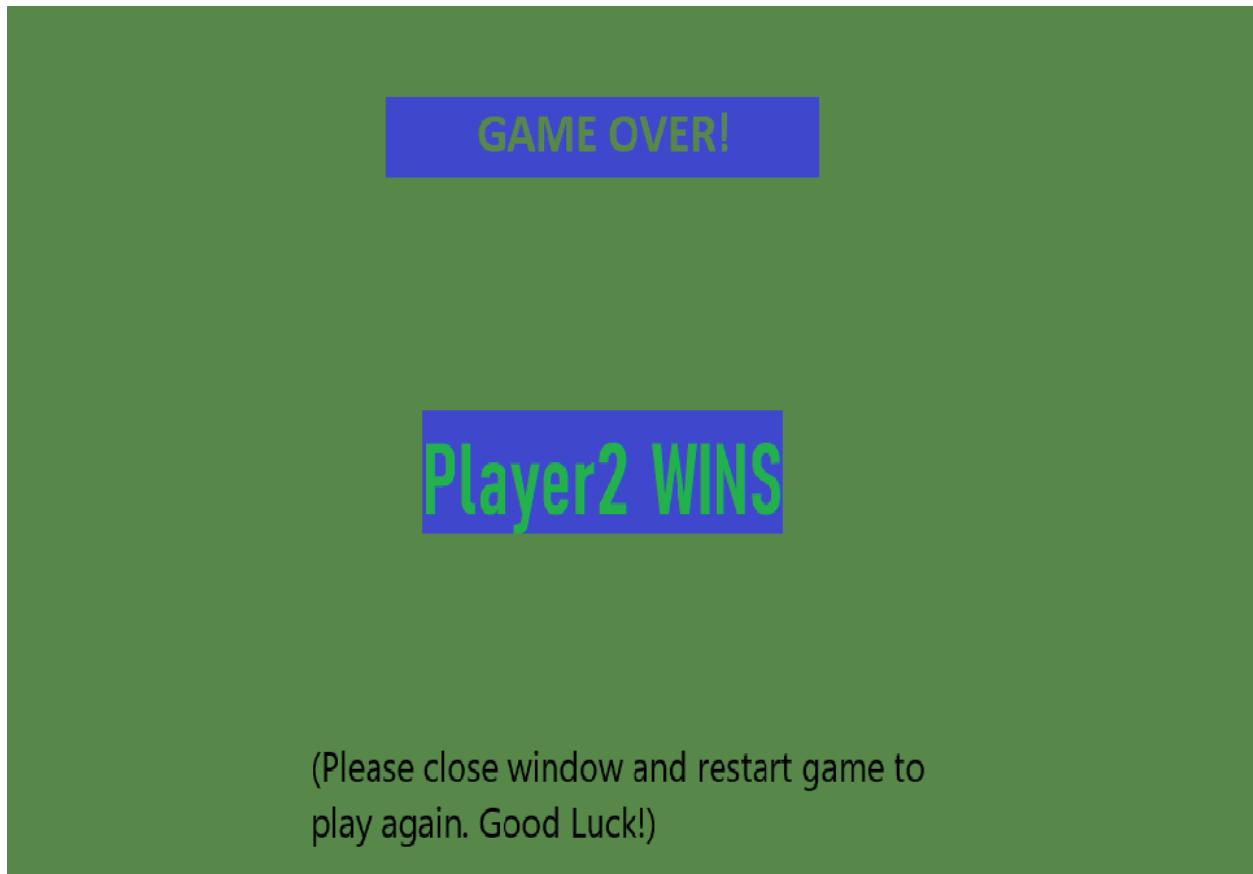 GAME OVER!
Player2 WINS
(Please close window and restart game to
play again. Good Luck!)